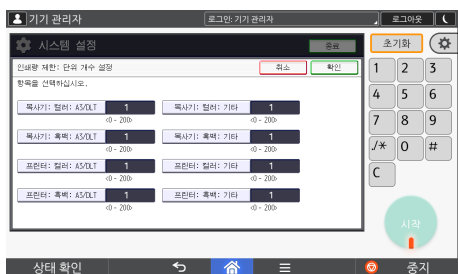 기기 관리자 로그인: 기기 관리자 로그아웃
시스템 설정 종료 초기화
인쇄량 제한: 단위 개수 설정 취소 확인
항목을 선택하십시오.
복사기: 컬러: A3/DLT 1 복사기: 컬러: 기타 1
<0 - 200> <0 - 200>
복사기: 흑백: A3/DLT 1 복사기: 흑백: 기타 1
<0 - 200> <0 - 200>
프린터: 컬러: A3/DLT 1 프린터: 컬러: 기타 1
<0 - 200> <0 - 200>
프린터: 흑백: A3/DLT 1 프린터: 흑백: 기타 1
<0 - 200> <0 - 200>
1 2 3
4 5 6
7 8 9
./* 0 #
C
시작
상태 확인 중지